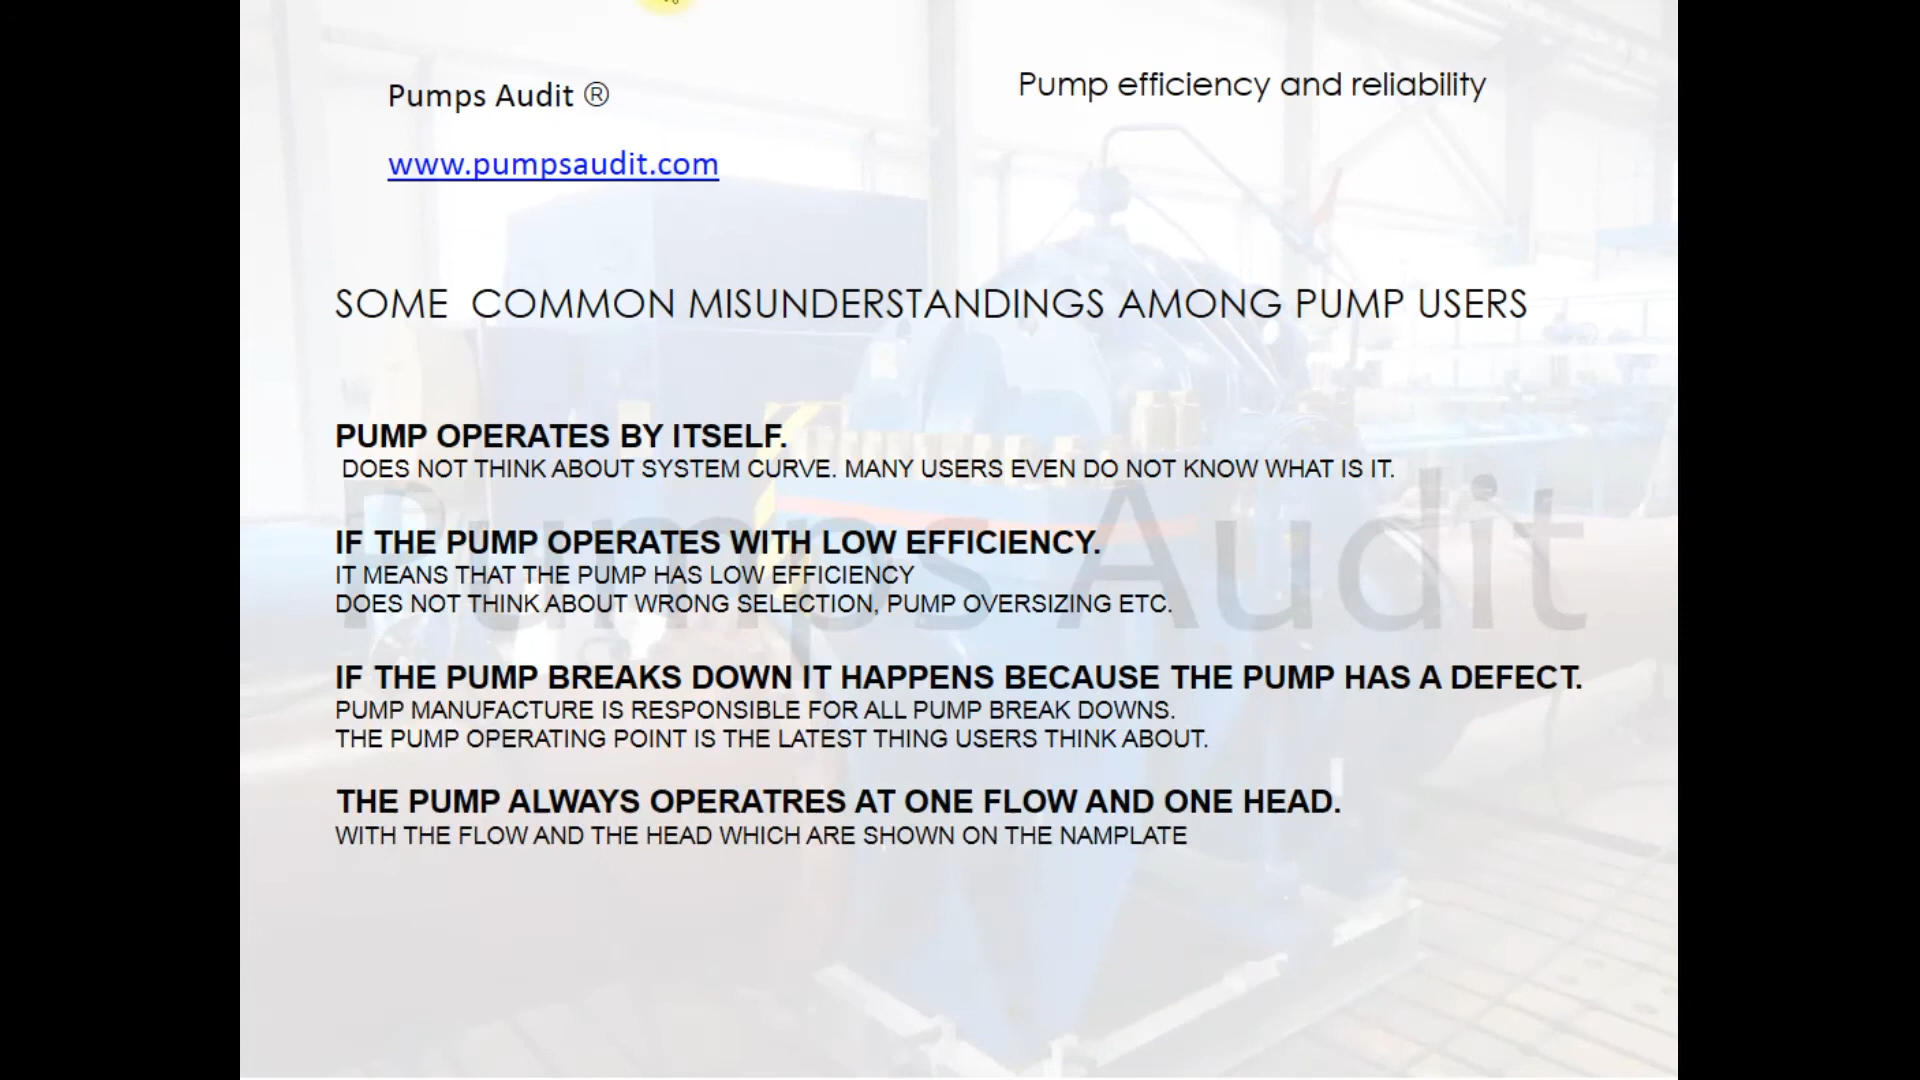 Pumps Audit ®
Pump efficiency and reliability
www.pumpsaudit.com
SOME COMMON MISUNDERSTANDINGS AMONG PUMP USERS
PUMP OPERATES BY ITSELF.
DOES NOT THINK ABOUT SYSTEM CURVE. MANY USERS EVEN DO NOT KNOW WHAT IS IT.
IF THE PUMP OPERATES WITH LOW EFFICIENCY.
IT MEANS THAT THE PUMP HAS LOW EFFICIENCY
DOES NOT THINK ABOUT WRONG SELECTION, PUMP OVERSIZING ETC.
Pumps Audit
IF THE PUMP BREAKS DOWN IT HAPPENS BECAUSE THE PUMP HAS A DEFECT.
PUMP MANUFACTURE IS RESPONSIBLE FOR ALL PUMP BREAK DOWNS.
THE PUMP OPERATING POINT IS THE LATEST THING USERS THINK ABOUT.
THE PUMP ALWAYS OPERATRES AT ONE FLOW AND ONE HEAD.
WITH THE FLOW AND THE HEAD WHICH ARE SHOWN ON THE NAMPLATE